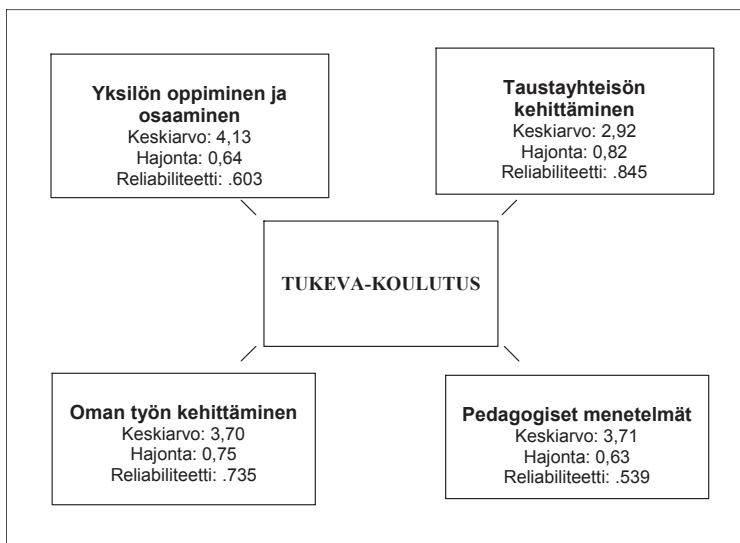 Yksilön oppiminen ja
osaaminen
Keskiarvo: 4,13
Hajonta: 0,64
Reliabiliteetti: .603
Taustayhteisön
kehittäminen
Keskiarvo: 2,92
Hajonta: 0,82
Reliabiliteetti: .845
TUKEVA-KOULUTUS
Oman työn kehittäminen
Keskiarvo: 3,70
Hajonta: 0,75
Reliabiliteetti: .735
Pedagogiset menetelmät
Keskiarvo: 3,71
Hajonta: 0,63
Reliabiliteetti: .539